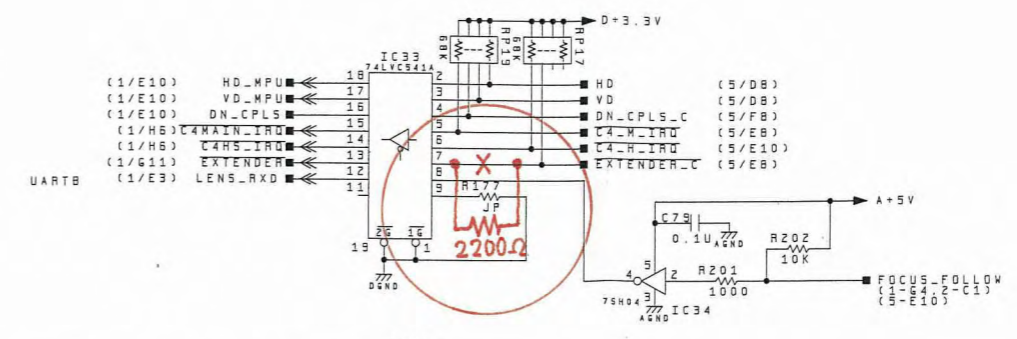 D+3.3V
68K RP19 68K RP17
IC33
74LVC541A
(1/E10) HD_MPU 18 2 HD (5/D8)
(1/E10) VD_MPU 17 3 VD (5/D8)
(1/E10) DN_CPLS 16 4 DN_CPLS_C (5/F8)
(1/H6) C4MAIN_IRQ 15 5 C4_M_IRQ (5/E8)
(1/H6) C4HS_IRQ 14 6 C4_H_IRQ (5/E10)
(1/G11) EXTENDER 13 7 X EXTENDER_C (5/E8)
UARTB (1/E3) LENS_RXD 12 8
11 9 R177
JP
2200Ω
19 2G 1G 1
DGND
A+5V
C79
0.1U AGND
R202
10K
5
4 2 R201 FOCUS_FOLLOW
7SH04 3 1000 (1-G4,2-C1)
AGND IC34 (5-E10)